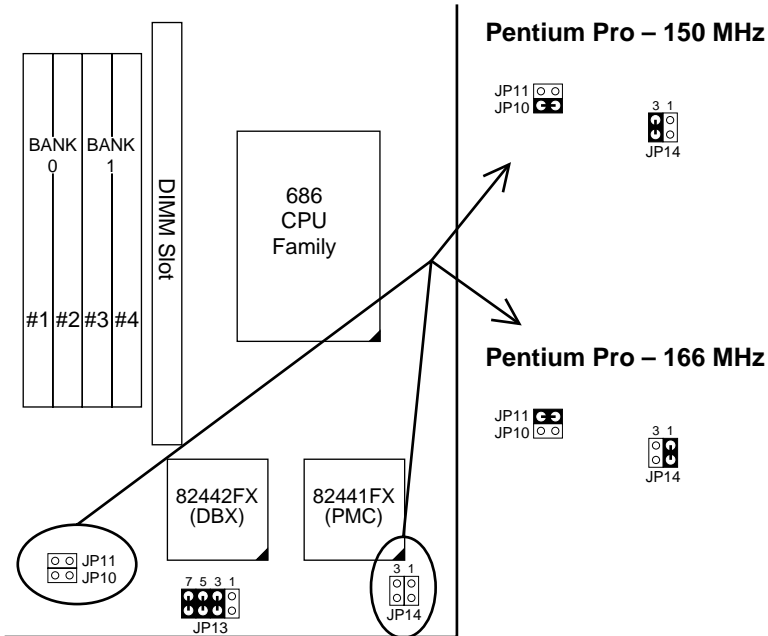 Pentium Pro – 150 MHz
JP11
JP10
3 1
JP14
BANK 0
BANK 1
DIMM Slot
686
CPU
Family
#1 #2 #3 #4
Pentium Pro – 166 MHz
JP11
JP10
3 1
JP14
82442FX
(DBX)
82441FX
(PMC)
JP11
JP10
7 5 3 1
JP13
3 1
JP14